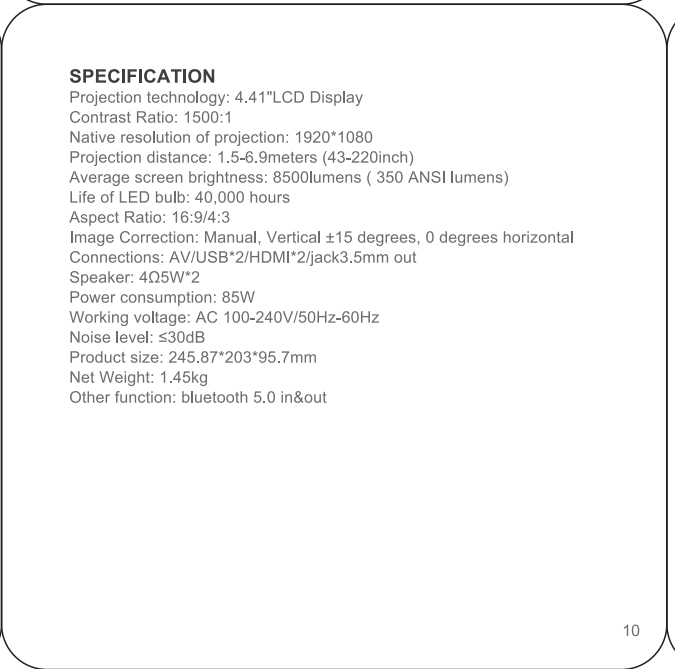 SPECIFICATION
Projection technology: 4.41"LCD Display
Contrast Ratio: 1500:1
Native resolution of projection: 1920*1080
Projection distance: 1.5-6.9meters (43-220inch)
Average screen brightness: 8500lumens ( 350 ANSI lumens)
Life of LED bulb: 40,000 hours
Aspect Ratio: 16:9/4:3
Image Correction: Manual, Vertical ±15 degrees, 0 degrees horizontal
Connections: AV/USB*2/HDMI*2/jack3.5mm out
Speaker: 4Ω5W*2
Power consumption: 85W
Working voltage: AC 100-240V/50Hz-60Hz
Noise level: ≤30dB
Product size: 245.87*203*95.7mm
Net Weight: 1.45kg
Other function: bluetooth 5.0 in&out
10